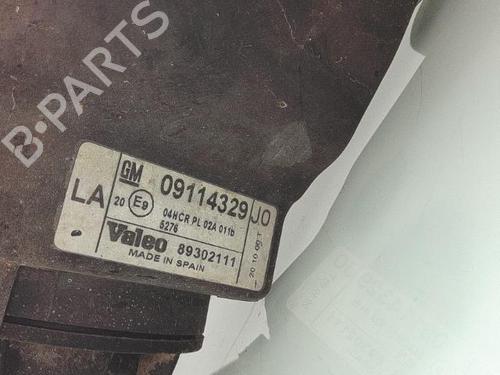 B-PARTS
GM 09114329 JO
LA 20 E9 04HCR PL 02A 011b
5276
Valeo 89302111
MADE IN SPAIN